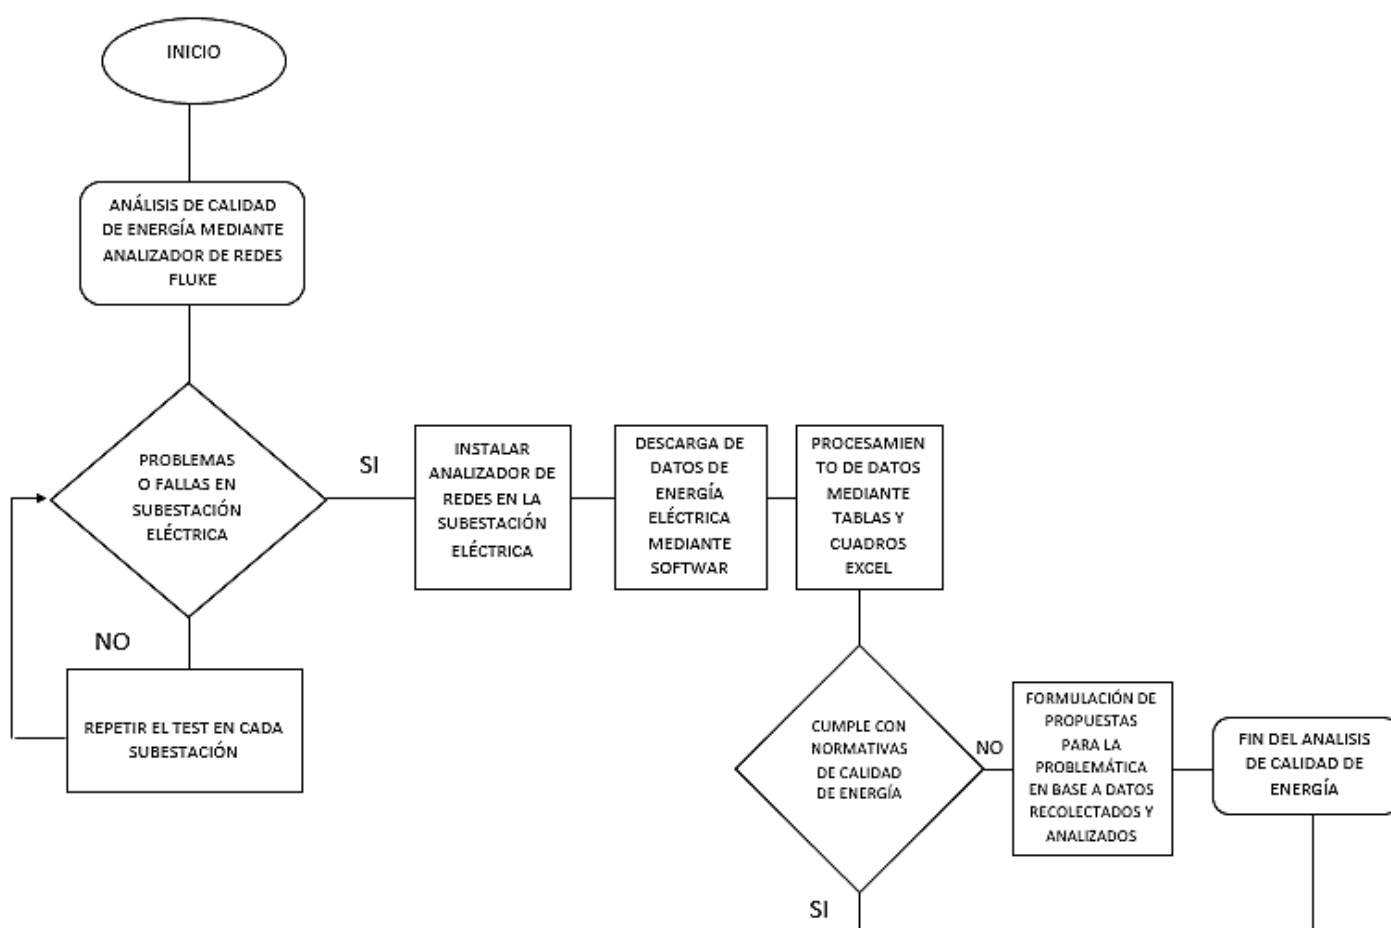 INICIO
ANÁLISIS DE CALIDAD
DE ENERGÍA MEDIANTE
ANALIZADOR DE REDES
FLUKE
PROBLEMAS
O FALLAS EN
SUBESTACIÓN
ELÉCTRICA
SI
NO
REPETIR EL TEST EN CADA
SUBESTACIÓN
INSTALAR
ANALIZADOR DE
REDES EN LA
SUBESTACIÓN
ELÉCTRICA
DESCARGA DE
DATOS DE
ENERGÍA
ELÉCTRICA
MEDIANTE
SOFTWAR
PROCESAMIEN
TO DE DATOS
MEDIANTE
TABLAS Y
CUADROS
EXCEL
CUMPLE CON
NORMATIVAS
DE CALIDAD
DE ENERGÍA
NO
SI
FORMULACIÓN DE
PROPUESTAS
PARA LA
PROBLEMÁTICA
EN BASE A DATOS
RECOLECTADOS Y
ANALIZADOS
FIN DEL ANALISIS
DE CALIDAD DE
ENERGÍA